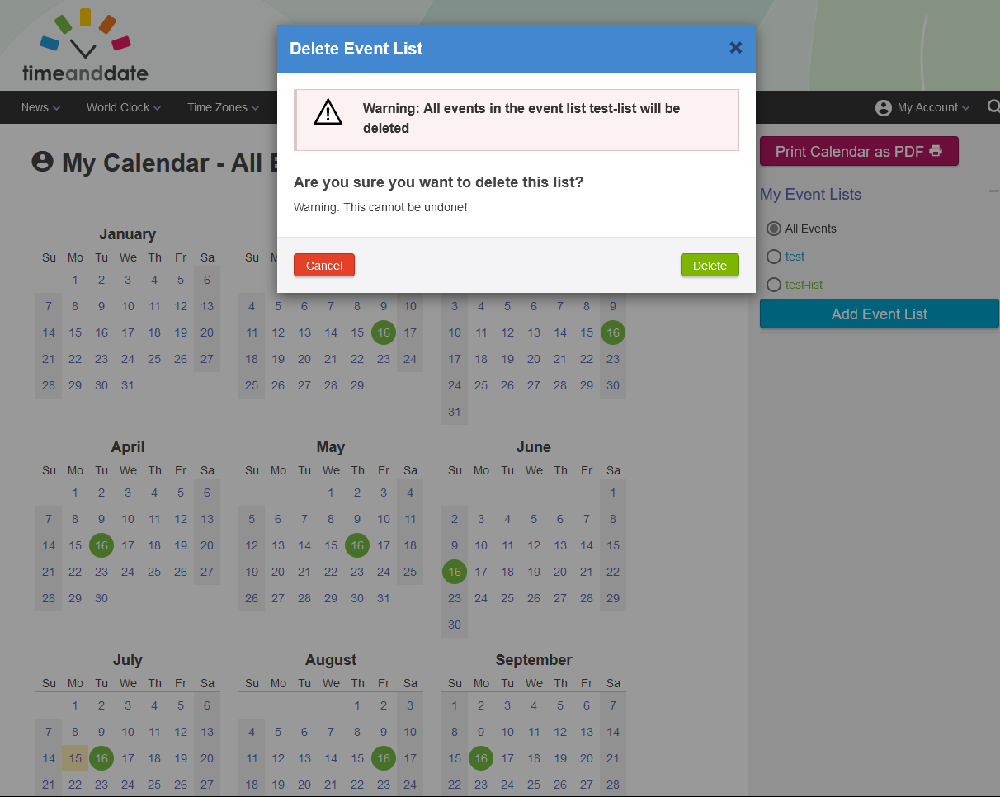 timeanddate
Delete Event List
Warning: All events in the event list test-list will be
deleted
Are you sure you want to delete this list?
Warning: This cannot be undone!
Cancel
Delete
News
World Clock
Time Zones
My Account
My Calendar - All
Print Calendar as PDF
My Event Lists
All Events
test
test-list
Add Event List
January
Su Mo Tu We Th Fr Sa
1 2 3 4 5 6
7 8 9 10 11 12 13
14 15 16 17 18 19 20
21 22 23 24 25 26 27
28 29 30 31
Su
4 5 6 7 8 9 10
11 12 13 14 15 16 17
18 19 20 21 22 23 24
25 26 27 28 29
3 4 5 6 7 8 9
10 11 12 13 14 15 16
17 18 19 20 21 22 23
24 25 26 27 28 29 30
31
April
Su Mo Tu We Th Fr Sa
1 2 3 4 5 6
7 8 9 10 11 12 13
14 15 16 17 18 19 20
21 22 23 24 25 26 27
28 29 30
May
Su Mo Tu We Th Fr Sa
1 2 3 4
5 6 7 8 9 10 11
12 13 14 15 16 17 18
19 20 21 22 23 24 25
26 27 28 29 30 31
June
Su Mo Tu We Th Fr Sa
1
2 3 4 5 6 7 8
9 10 11 12 13 14 15
16 17 18 19 20 21 22
23 24 25 26 27 28 29
30
July
Su Mo Tu We Th Fr Sa
1 2 3 4 5 6
7 8 9 10 11 12 13
14 15 16 17 18 19 20
21 22 23 24 25 26 27
August
Su Mo Tu We Th Fr Sa
1 2 3
4 5 6 7 8 9 10
11 12 13 14 15 16 17
18 19 20 21 22 23 24
September
Su Mo Tu We Th Fr Sa
1 2 3 4 5 6 7
8 9 10 11 12 13 14
15 16 17 18 19 20 21
22 23 24 25 26 27 28